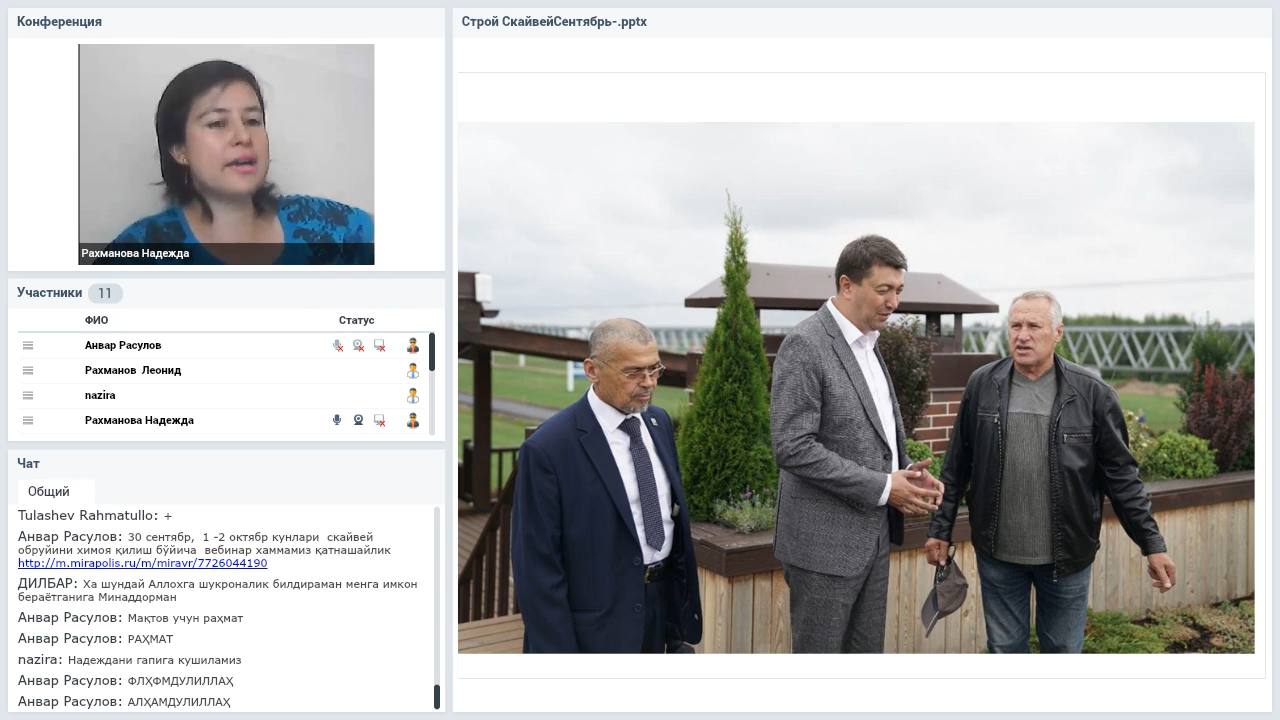 Конференция
Рахманова Надежда
Участники 11
ФИО Статус
Анвар Расулов
Рахманов Леонид
nazira
Рахманова Надежда
Чат
Общий
Tulashev Rahmatullo: +
Анвар Расулов: 30 сентябр, 1 -2 октябр кунлари скайвей
обруйини химоя қилиш бўйича вебинар хаммамиз қатнашайлик
http://m.mirapolis.ru/m/miravr/7726044190
ДИЛБАР: Ха шундай Аллохга шукроналик билдираман менга имкон
бераётганига Минаддорман
Анвар Расулов: Мақтов учун раҳмат
Анвар Расулов: РАҲМАТ
nazira: Надеждани гапига кушиламиз
Анвар Расулов: ФЛҲФМДУЛИЛЛАҲ
Анвар Расулов: АЛҲАМДУЛИЛЛАҲ
Строй СкайвейСентябрь-.pptx